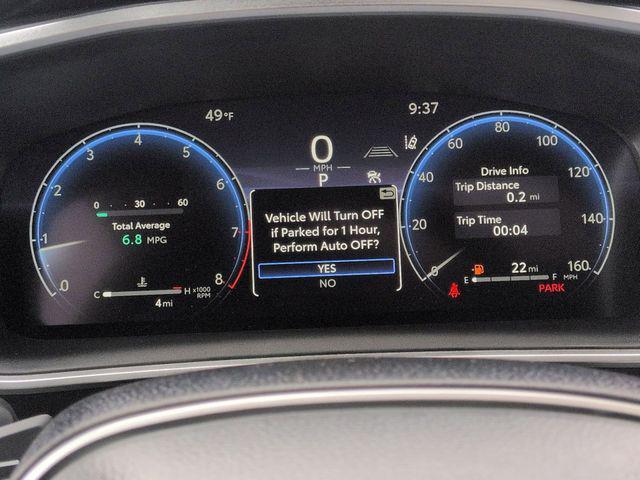 49°F
9:37
0 1 2 3 4 5 6 7 8
x1000 RPM
0 30 60
Total Average
6.8 MPG
C H
4 mi
0
MPH
P
Vehicle Will Turn OFF
if Parked for 1 Hour,
Perform Auto OFF?
YES
NO
0 20 40 60 80 100 120 140 160
MPH
Drive Info
Trip Distance
0.2 mi
Trip Time
00:04
22 mi
E F
PARK